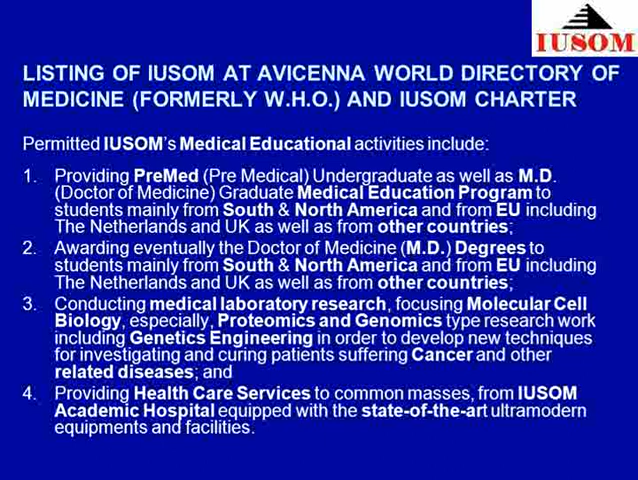 IUSOM
LISTING OF IUSOM AT AVICENNA WORLD DIRECTORY OF
MEDICINE (FORMERLY W.H.O.) AND IUSOM CHARTER
Permitted IUSOM's Medical Educational activities include:
1. Providing PreMed (Pre Medical) Undergraduate as well as M.D.
(Doctor of Medicine) Graduate Medical Education Program to
students mainly from South & North America and from EU including
The Netherlands and UK as well as from other countries;
2. Awarding eventually the Doctor of Medicine (M.D.) Degrees to
students mainly from South & North America and from EU including
The Netherlands and UK as well as from other countries;
3. Conducting medical laboratory research, focusing Molecular Cell
Biology, especially, Proteomics and Genomics type research work
including Genetics Engineering in order to develop new techniques
for investigating and curing patients suffering Cancer and other
related diseases; and
4. Providing Health Care Services to common masses, from IUSOM
Academic Hospital equipped with the state-of-the-art ultramodern
equipments and facilities.